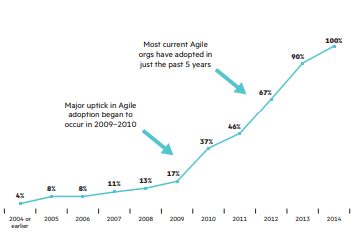 Most current Agile
orgs have adopted in
just the past 5 years
Major uptick in Agile
adoption began to
occur in 2009–2010
4%
8%
8%
11%
13%
17%
37%
46%
67%
90%
100%
2004 or
earlier
2005
2006
2007
2008
2009
2010
2011
2012
2013
2014